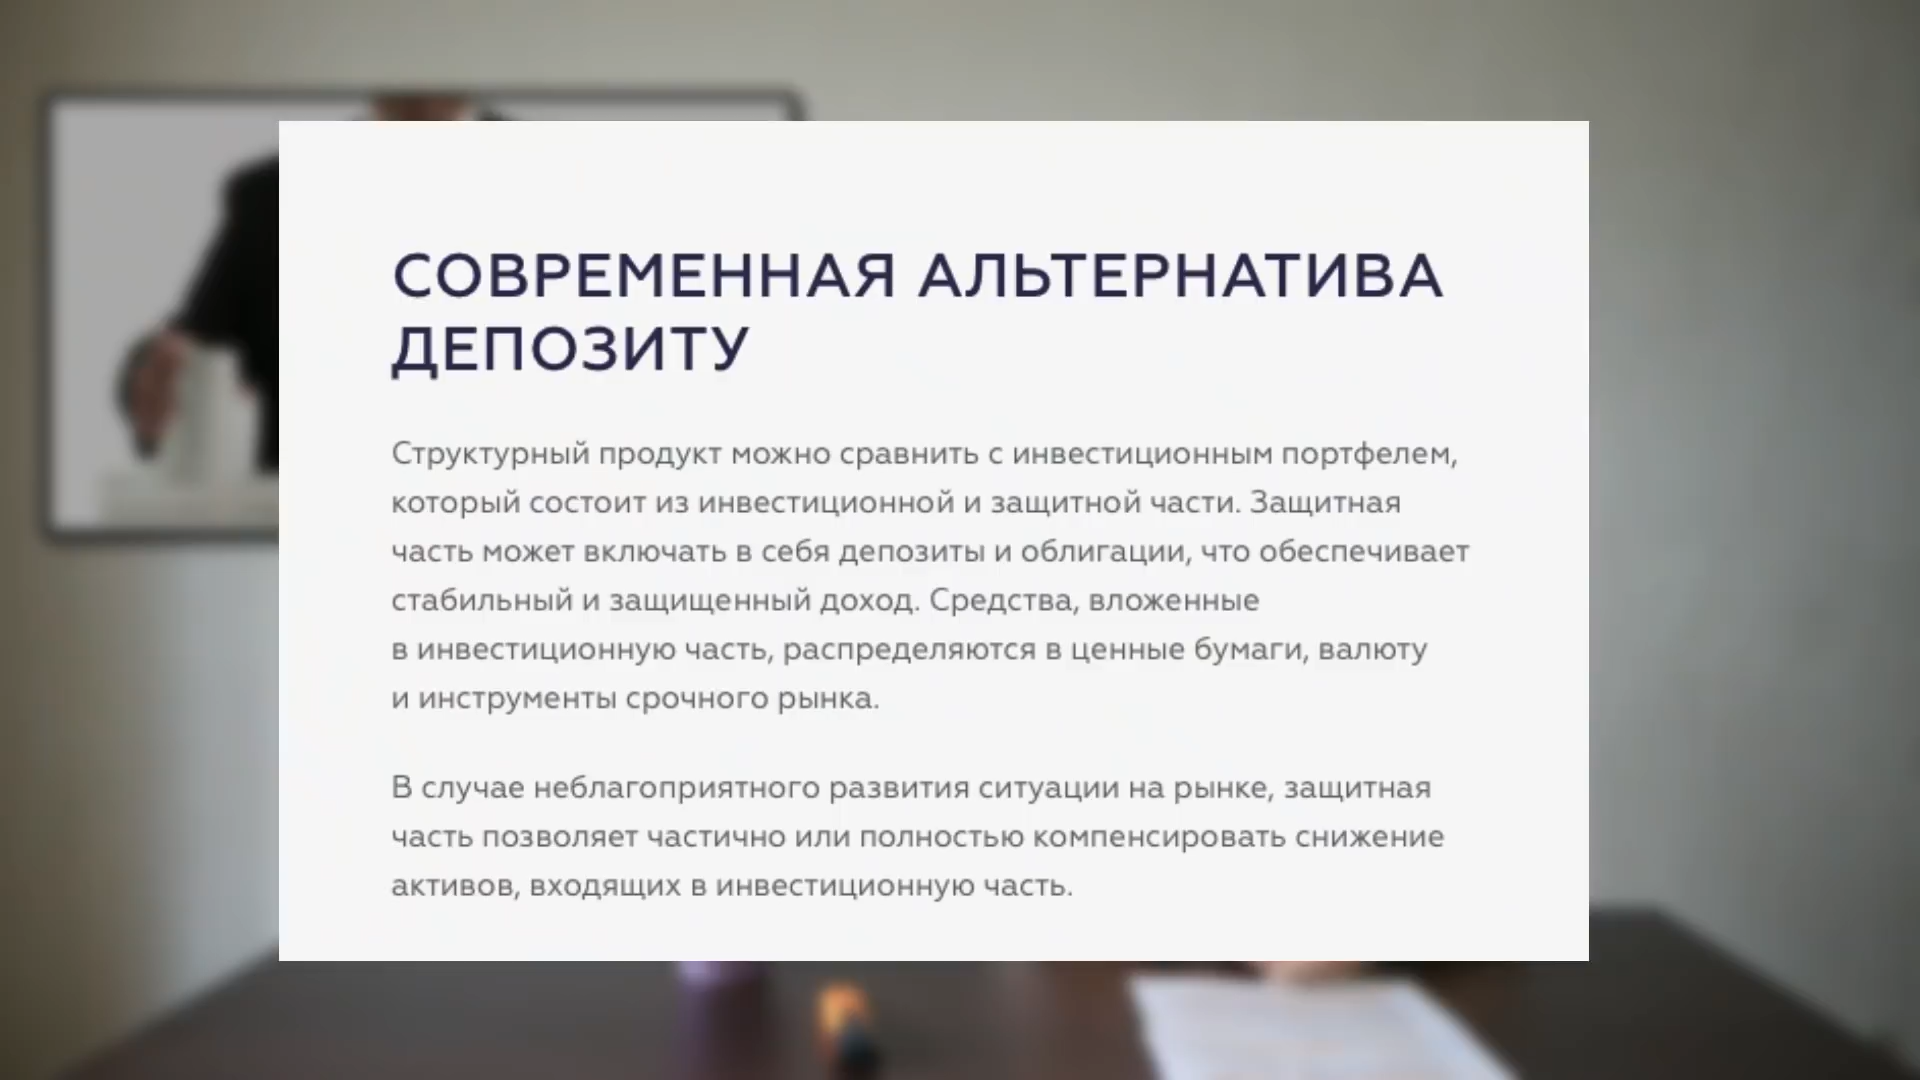 СОВРЕМЕННАЯ АЛЬТЕРНАТИВА
ДЕПОЗИТУ
Структурный продукт можно сравнить с инвестиционным портфелем,
который состоит из инвестиционной и защитной части. Защитная
часть может включать в себя депозиты и облигации, что обеспечивает
стабильный и защищенный доход. Средства, вложенные
в инвестиционную часть, распределяются в ценные бумаги, валюту
и инструменты срочного рынка.
В случае неблагоприятного развития ситуации на рынке, защитная
часть позволяет частично или полностью компенсировать снижение
активов, входящих в инвестиционную часть.